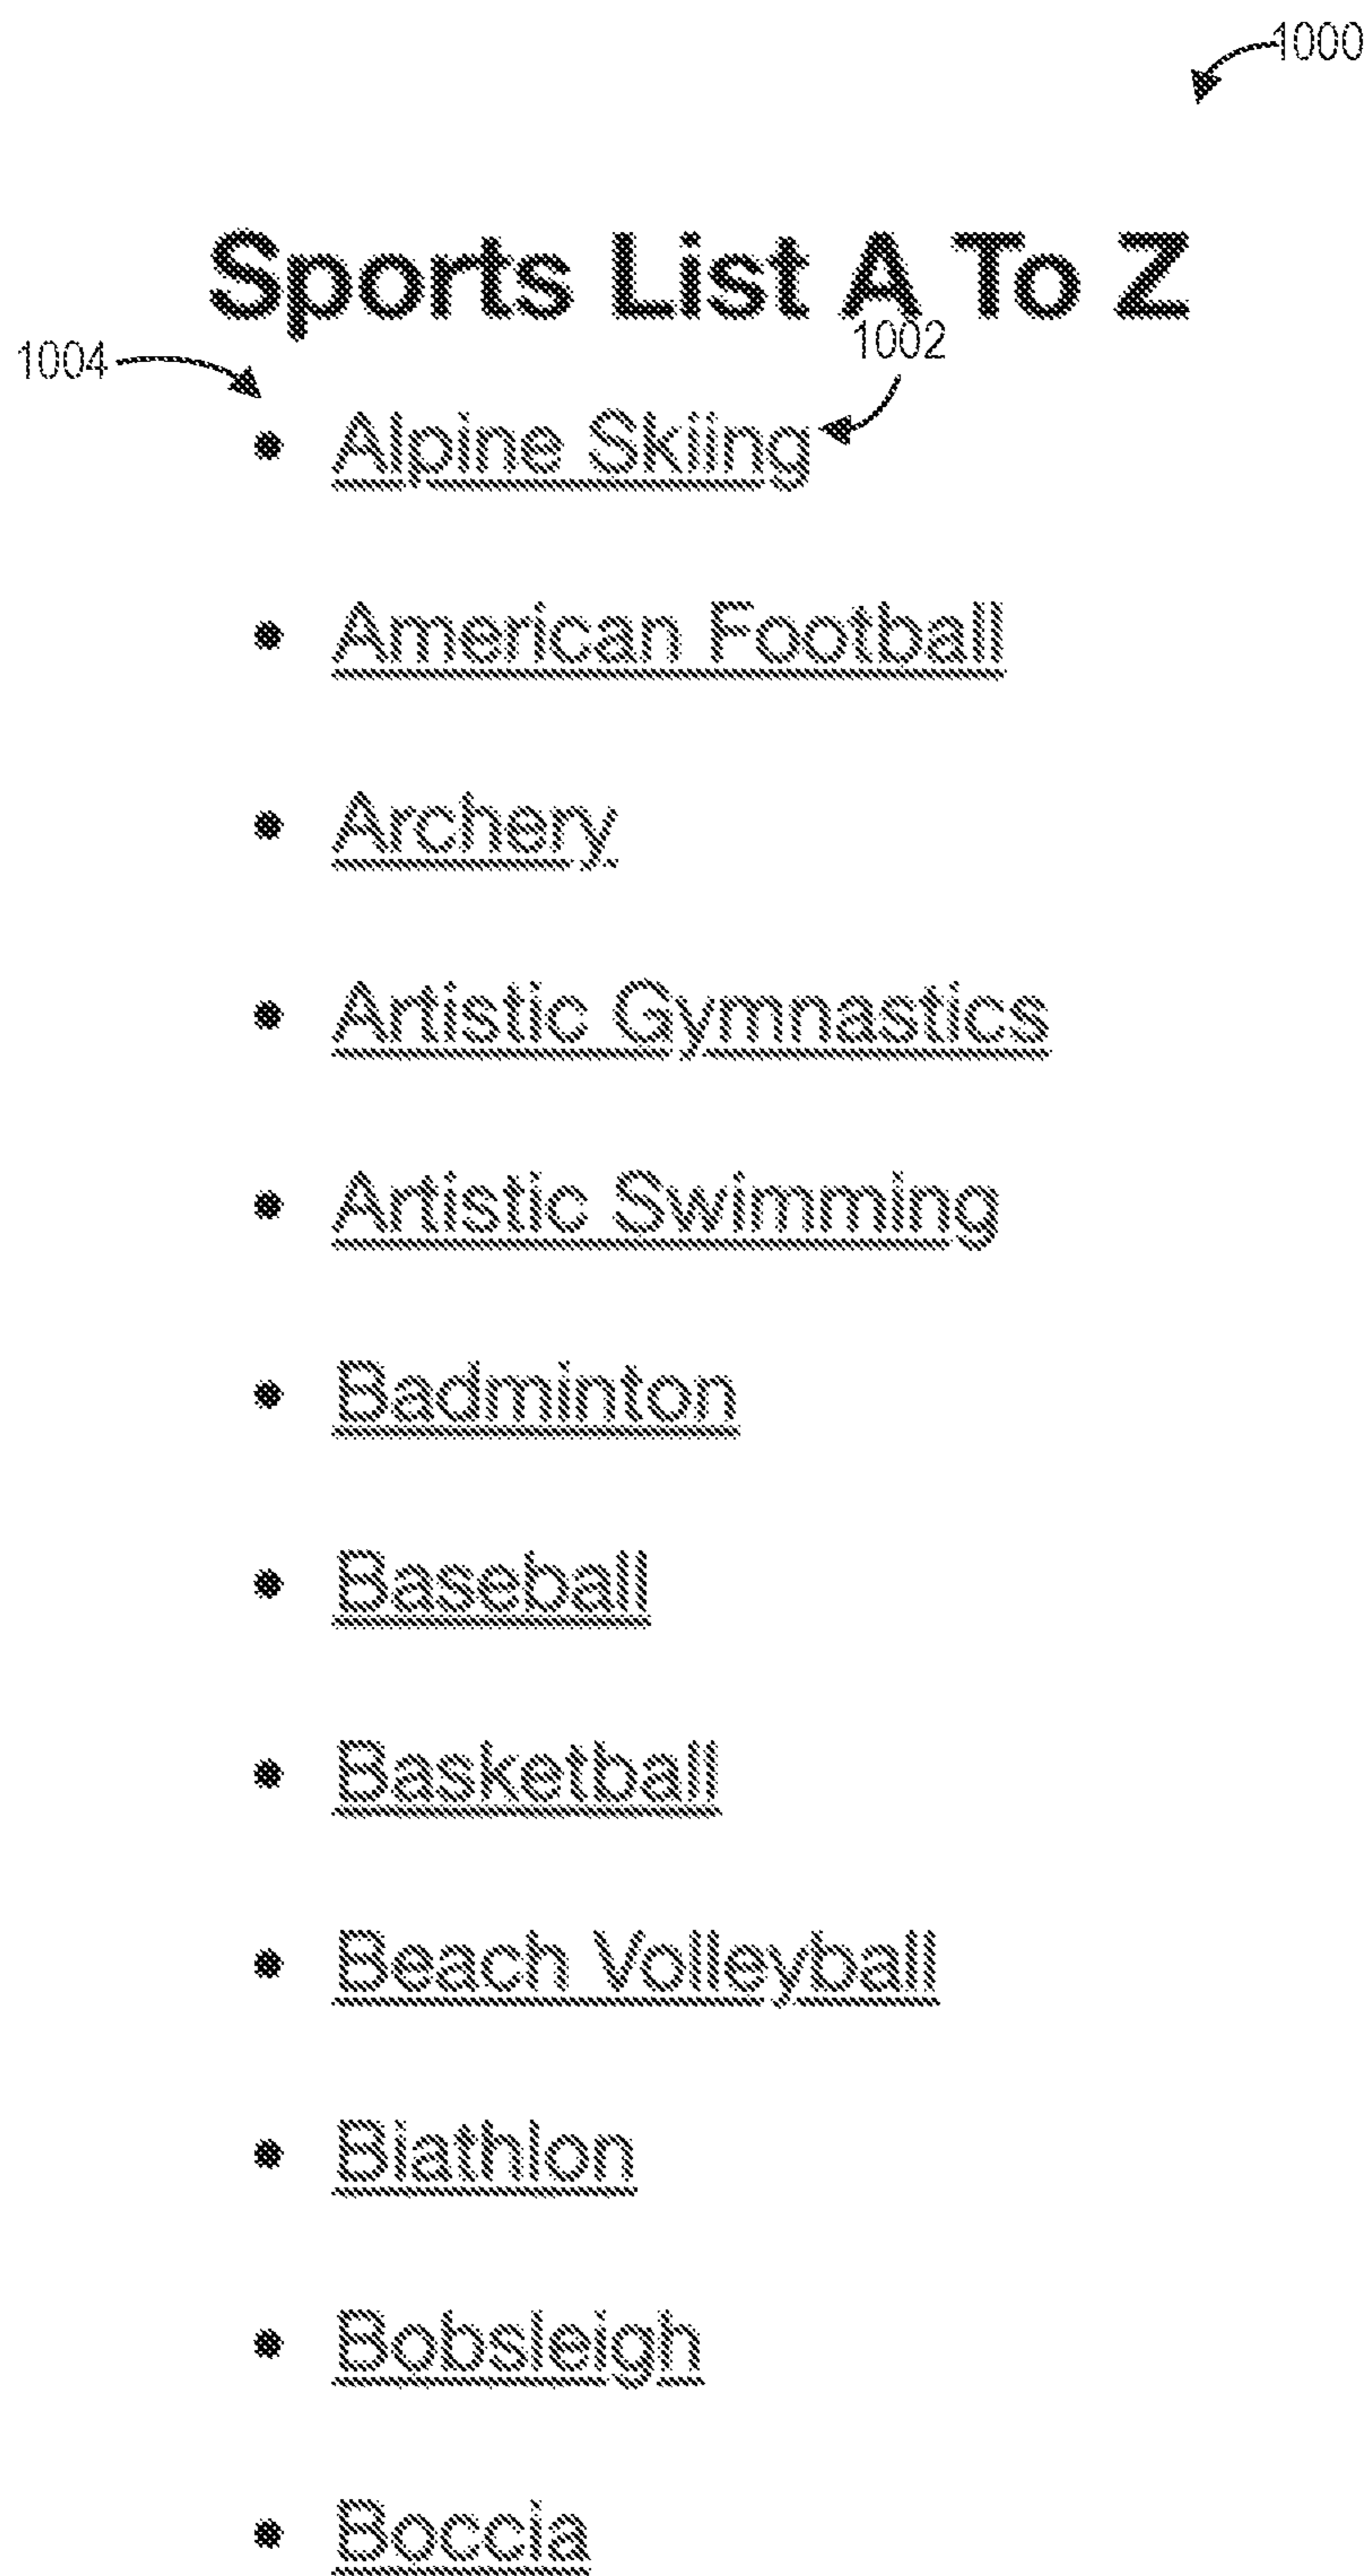 1000
Sports List A To Z
1002
1004
• Alpine Skiing
• American Football
• Archery
• Artistic Gymnastics
• Artistic Swimming
• Badminton
• Baseball
• Basketball
• Beach Volleyball
• Biathlon
• Bobsleigh
• Boccia